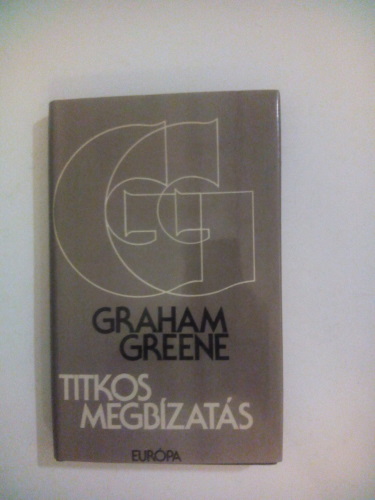 GG
GRAHAM
GREENE
TITKOS
MEGBÍZATÁS
EURÓPA